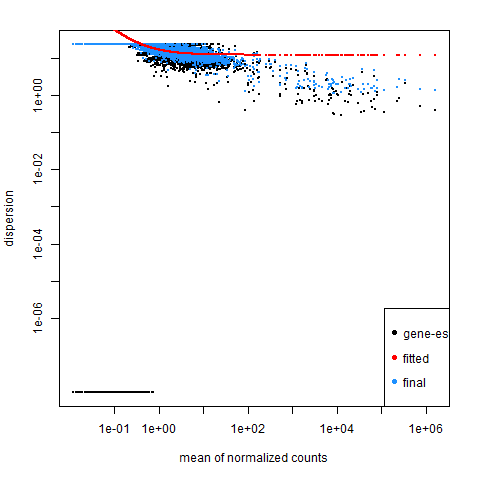 1e+00
1e-02
1e-04
1e-06
dispersion
gene-es
fitted
final
1e-01
1e+00
1e+02
1e+04
1e+06
mean of normalized counts